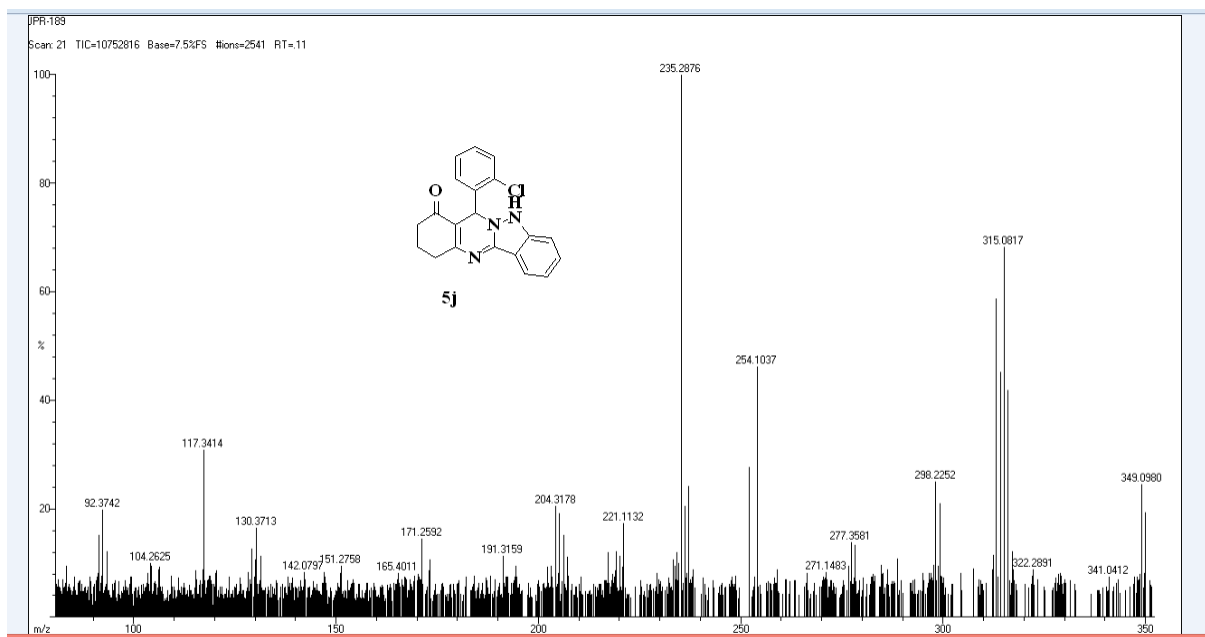 JPR-189
Scan: 21 TIC=10752816 Base=7.5%FS #ions=2541 RT=.11
100
235.2876
80
O
Cl
H
N
N
N
5j
315.0817
60
%
254.1037
40
117.3414
298.2252
349.0980
92.3742
204.3178
20
130.3713
221.1132
171.2592
277.3581
191.3159
104.2625
142.0797
151.2758
165.4011
271.1483
322.2891
341.0412
m/z 100 150 200 250 300 350